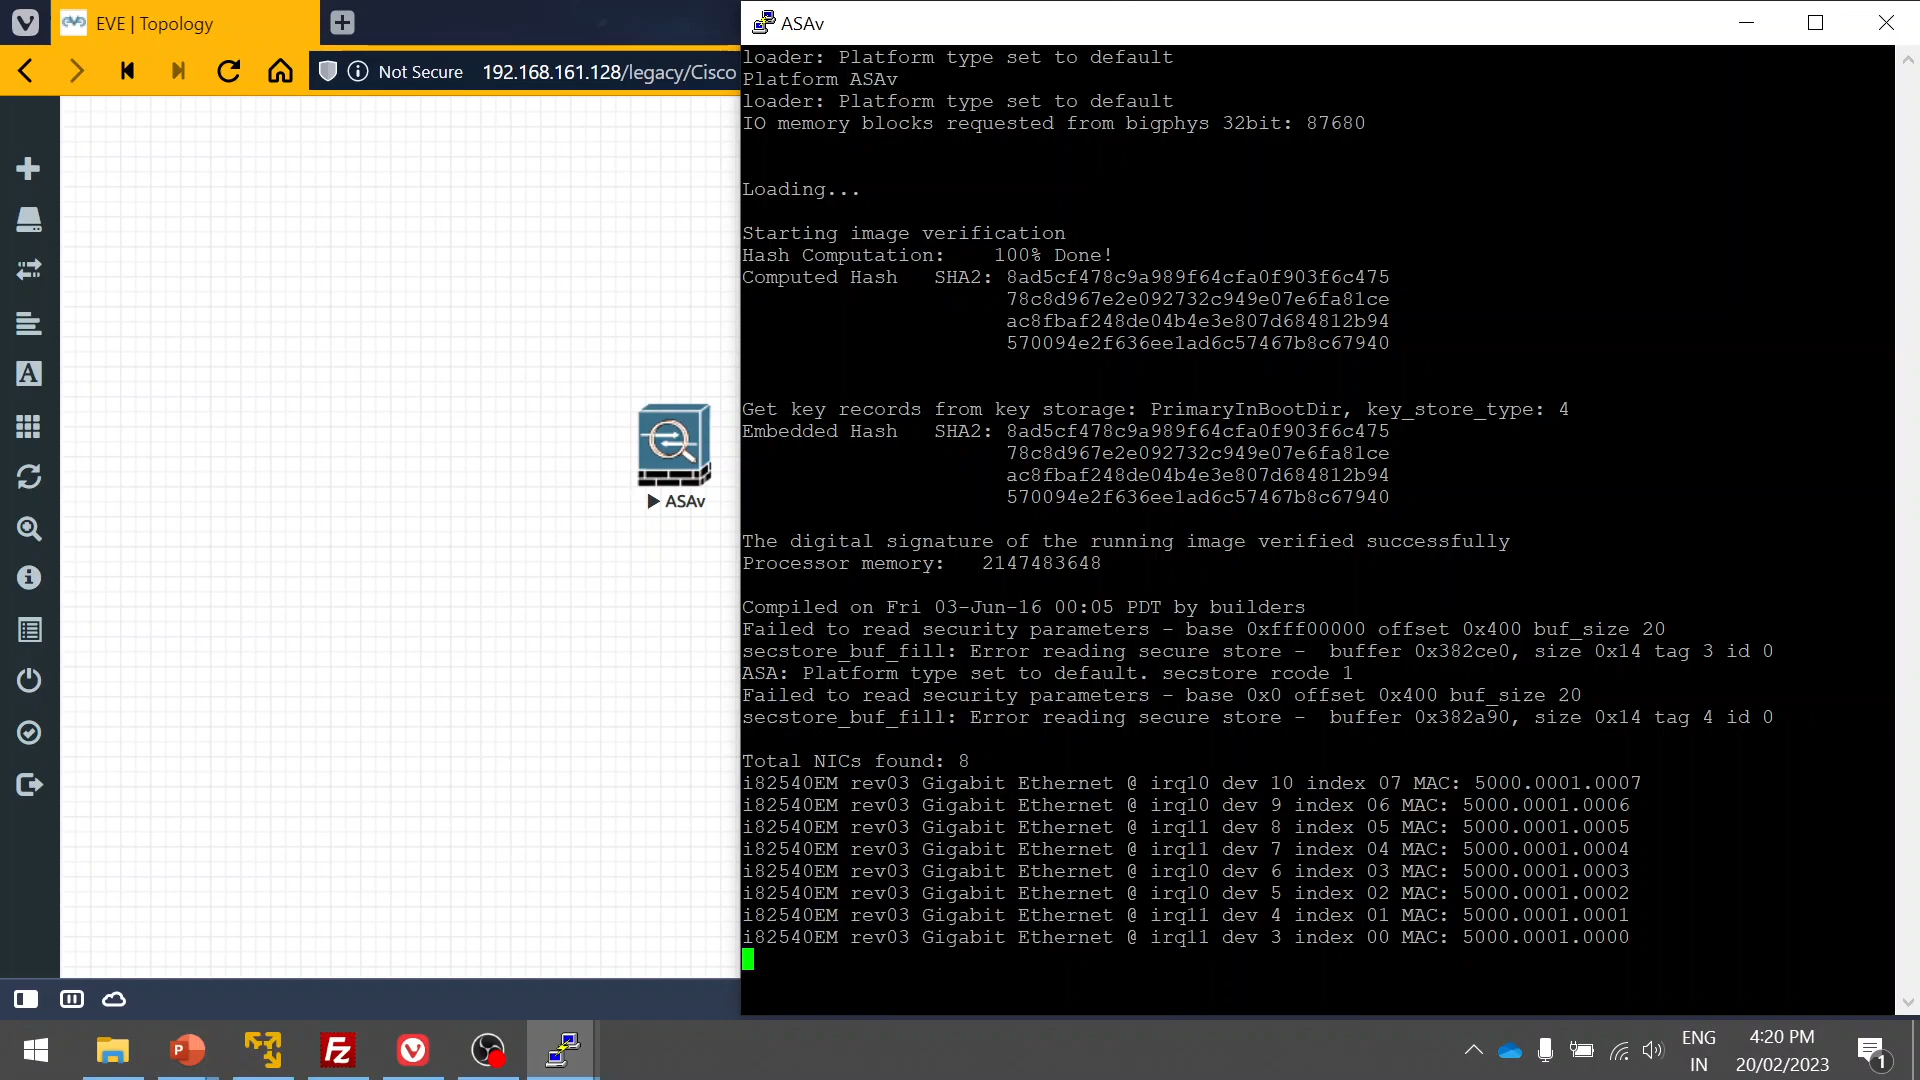 EVE | Topology
ASAv
Not Secure 192.168.161.128/legacy/Cisco
loader: Platform type set to default
Platform ASAv
loader: Platform type set to default
IO memory blocks requested from bigphys 32bit: 87680
Loading...
Starting image verification
Hash Computation:    100% Done!
Computed Hash   SHA2: 8ad5cf478c9a989f64cfa0f903f6c475
78c8d967e2e092732c949e07e6fa81ce
ac8fbaf248de04b4e3e807d684812b94
570094e2f636ee1ad6c57467b8c67940
Get key records from key storage: PrimaryInBootDir, key_store_type: 4
Embedded Hash   SHA2: 8ad5cf478c9a989f64cfa0f903f6c475
78c8d967e2e092732c949e07e6fa81ce
ac8fbaf248de04b4e3e807d684812b94
570094e2f636ee1ad6c57467b8c67940
ASAv
The digital signature of the running image verified successfully
Processor memory:   2147483648
Compiled on Fri 03-Jun-16 00:05 PDT by builders
Failed to read security parameters - base 0xfff00000 offset 0x400 buf_size 20
secstore_buf_fill: Error reading secure store -  buffer 0x382ce0, size 0x14 tag 3 id 0
ASA: Platform type set to default. secstore rcode 1
Failed to read security parameters - base 0x0 offset 0x400 buf_size 20
secstore_buf_fill: Error reading secure store -  buffer 0x382a90, size 0x14 tag 4 id 0
Total NICs found: 8
i82540EM rev03 Gigabit Ethernet @ irq10 dev 10 index 07 MAC: 5000.0001.0007
i82540EM rev03 Gigabit Ethernet @ irq10 dev 9 index 06 MAC: 5000.0001.0006
i82540EM rev03 Gigabit Ethernet @ irq11 dev 8 index 05 MAC: 5000.0001.0005
i82540EM rev03 Gigabit Ethernet @ irq11 dev 7 index 04 MAC: 5000.0001.0004
i82540EM rev03 Gigabit Ethernet @ irq10 dev 6 index 03 MAC: 5000.0001.0003
i82540EM rev03 Gigabit Ethernet @ irq10 dev 5 index 02 MAC: 5000.0001.0002
i82540EM rev03 Gigabit Ethernet @ irq11 dev 4 index 01 MAC: 5000.0001.0001
i82540EM rev03 Gigabit Ethernet @ irq11 dev 3 index 00 MAC: 5000.0001.0000
ENG
IN
4:20 PM
20/02/2023
1